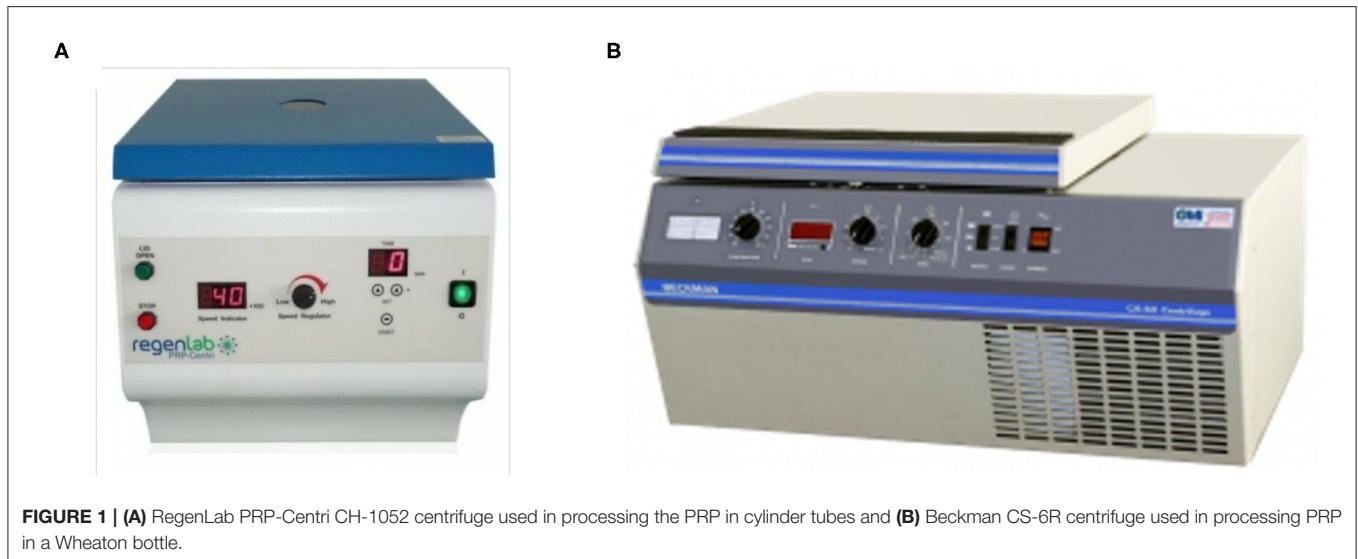 A
B
LID
OPEN
STOP
40
×100
Speed Indicator
Low
High
Speed Regulator
TIME
0
MIN
SET
START
I
O
regenlab
PRP-Centri
BECKMAN
CS-6R Centrifuge
FIGURE 1 | (A) RegenLab PRP-Centri CH-1052 centrifuge used in processing the PRP in cylinder tubes and (B) Beckman CS-6R centrifuge used in processing PRP
in a Wheaton bottle.